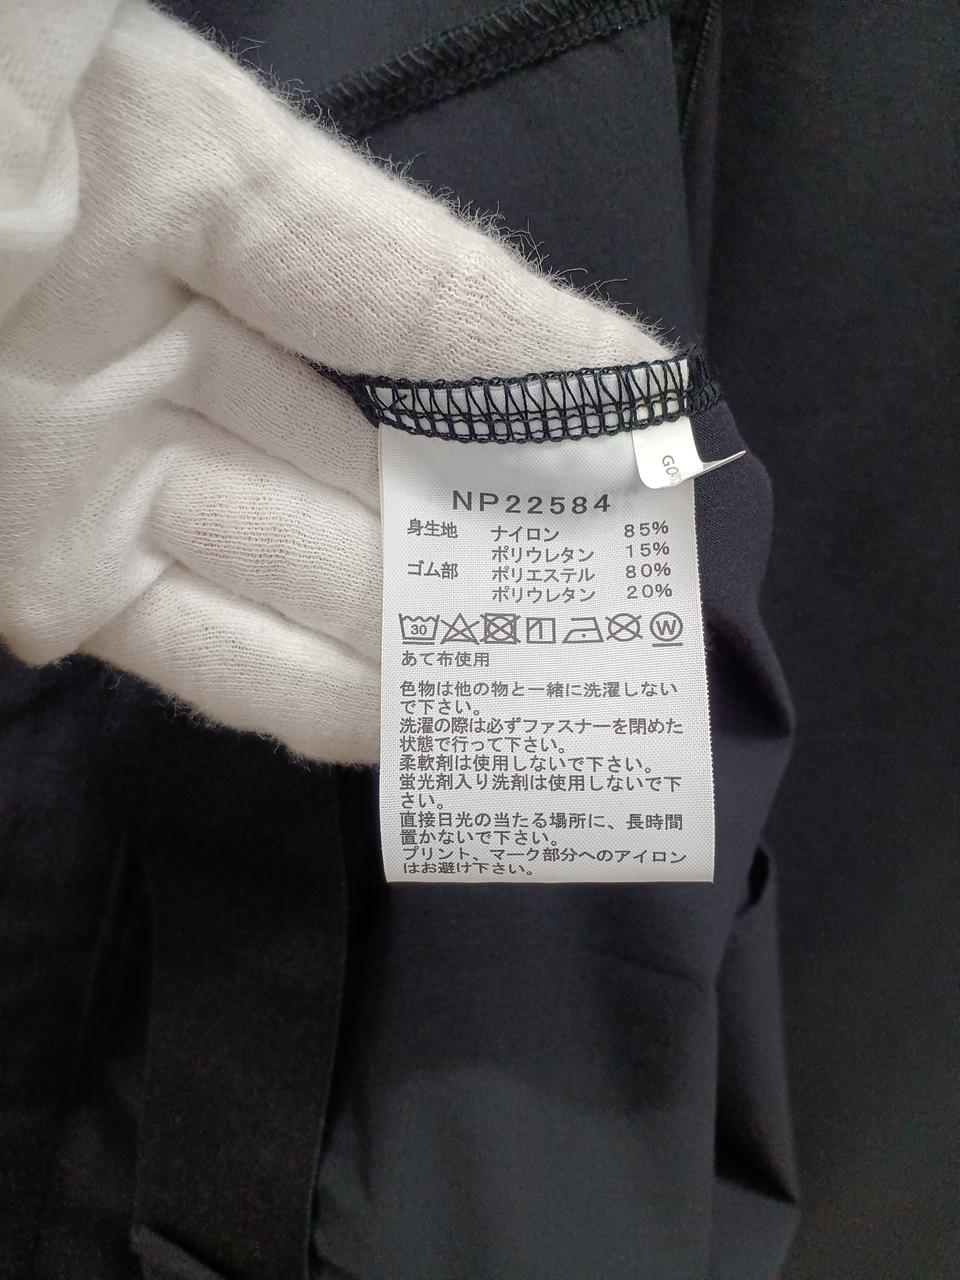 G0
NP22584
身生地 ナイロン 85%
ポリウレタン 15%
ゴム部 ポリエステル 80%
ポリウレタン 20%
30 W
あて布使用
色物は他の物と一緒に洗濯しない
で下さい。
洗濯の際は必ずファスナーを閉めた
状態で行って下さい。
柔軟剤は使用しないで下さい。
蛍光剤入り洗剤は使用しないで下
さい。
直接日光の当たる場所に、長時間
置かないで下さい。
プリント、マーク部分へのアイロン
はお避け下さい。